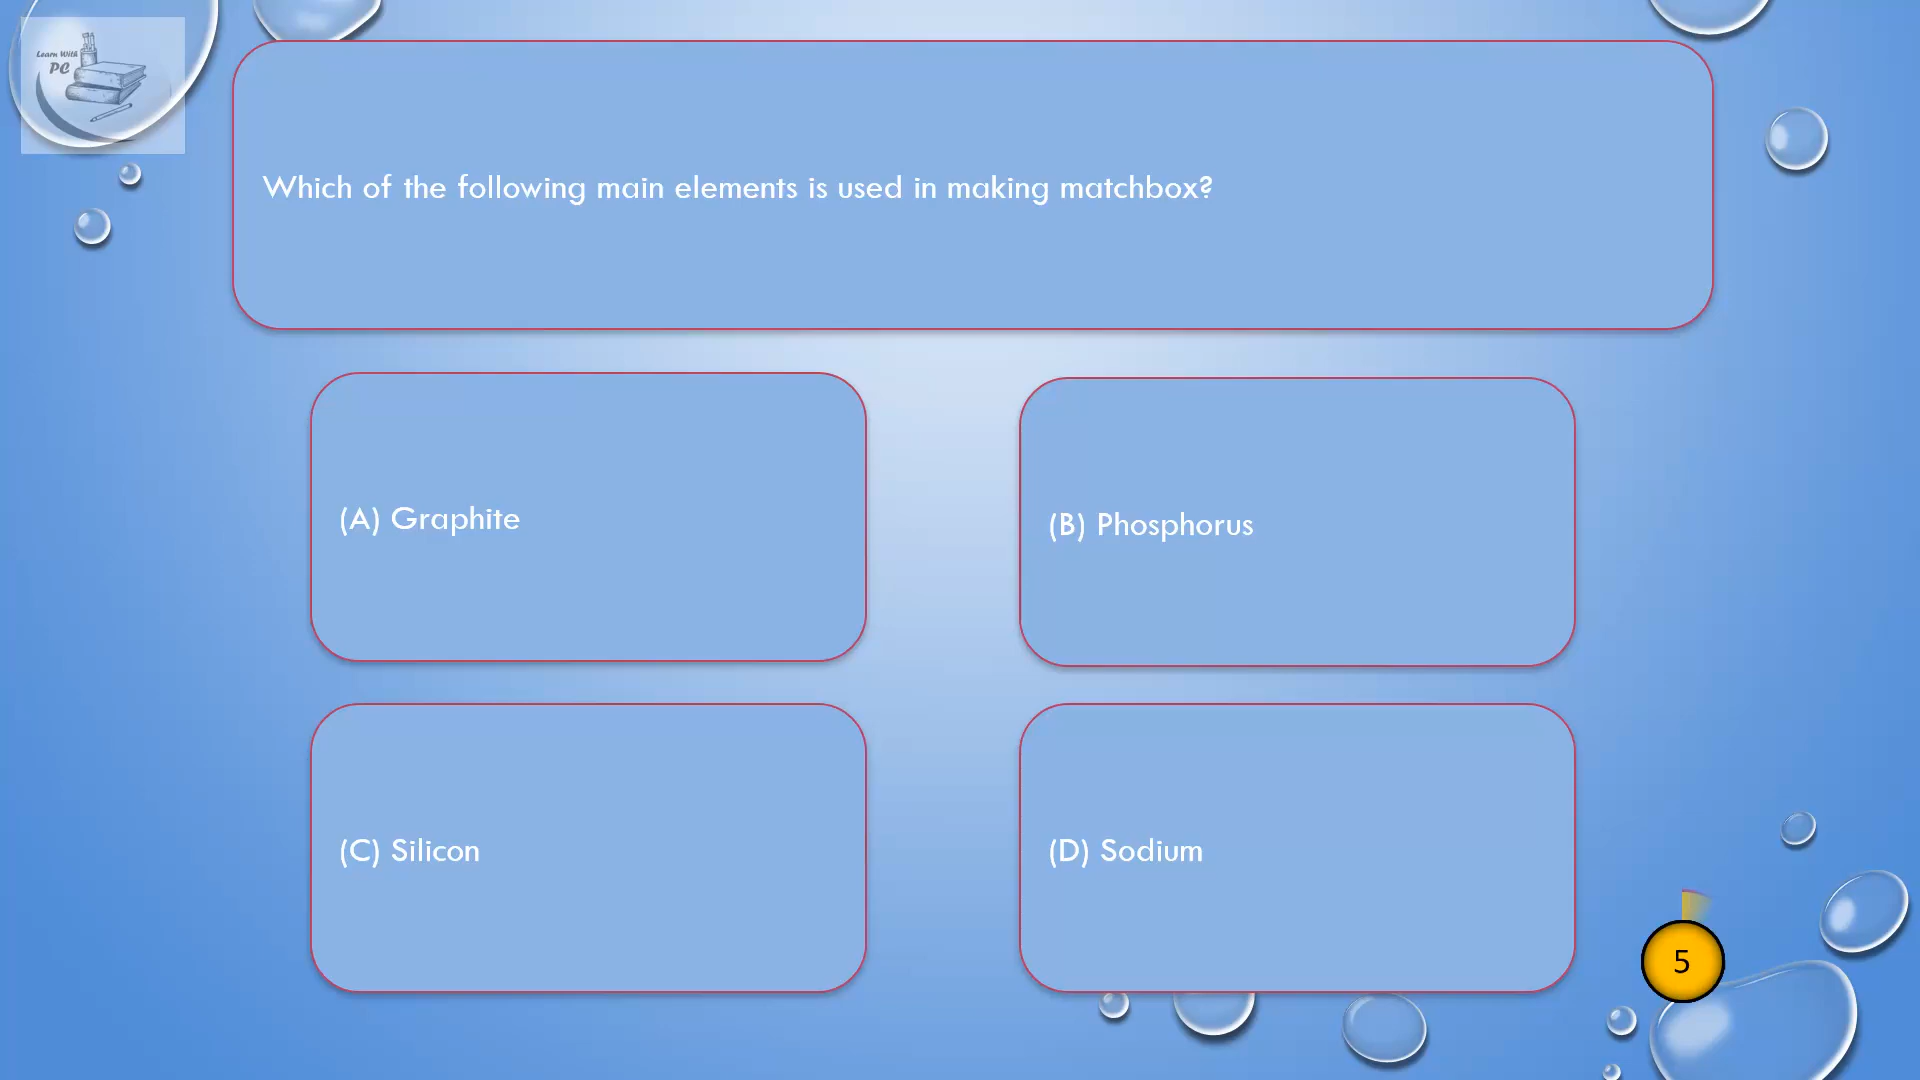 Learn With
PC
Which of the following main elements is used in making matchbox?
(A) Graphite
(B) Phosphorus
(C) Silicon
(D) Sodium
5